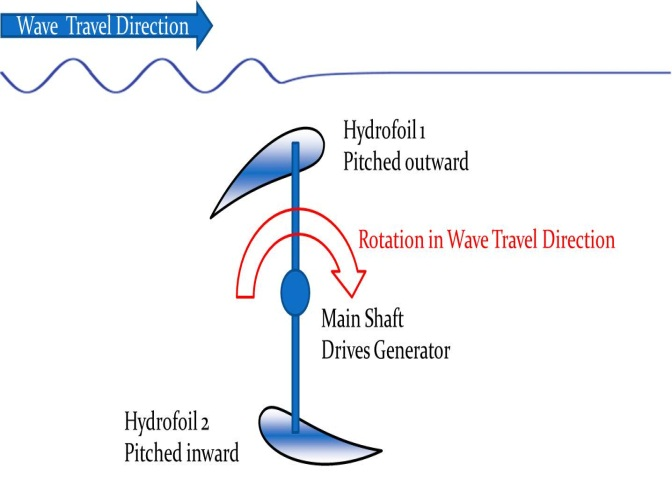 Wave Travel Direction
Hydrofoil 1
Pitched outward
Rotation in Wave Travel Direction
Main Shaft
Drives Generator
Hydrofoil 2
Pitched inward